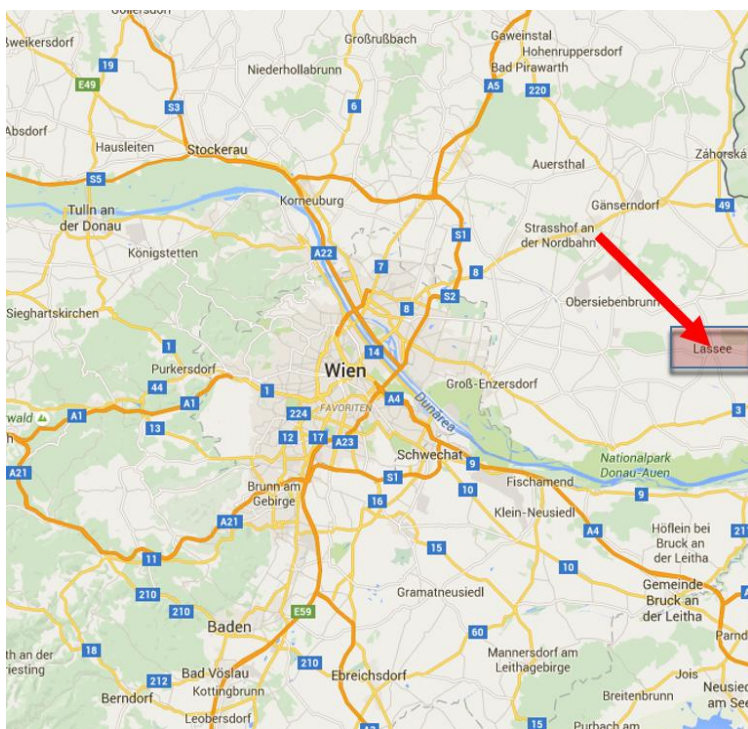 Göllersdorf
Gaweinstal
Großrußbach
Hohenruppersdorf
19
Niederhollabrunn
Bad Pirawarth
E49
A5
220
S3
6
Absdorf
Hausleiten
Stockerau
Záhorská
Auersthal
S5
Korneuburg
Gänserndorf
49
Tulln an
der Donau
Strasshof an
der Nordbahn
S1
Königstetten
A22
7
8
S2
8
Obersiebenbrunn
Sieghartskirchen
1
14
Lassee
Purkersdorf
Wien
44
1
Groß-Enzersdorf
A1
A1
A4
Dunărea
FAVORITEN
224
3
13
12
17
A23
Schwechat
Nationalpark
Donau-Auen
A21
S1
9
Brunn am
Gebirge
10
Fischamend
16
9
Klein-Neusiedl
A21
A4
Höflein bei
Bruck an
der Leitha
211
15
11
10
Gramatneusiedl
Gemeinde
Bruck an
der Leitha
210
210
E59
Baden
60
18
Mannersdorf am
Leithagebirge
Bad Vöslau
210
212
Kottingbrunn
Ebreichsdorf
Jois
Berndorf
Breitenbrunn
Leobersdorf
15
Purbach am